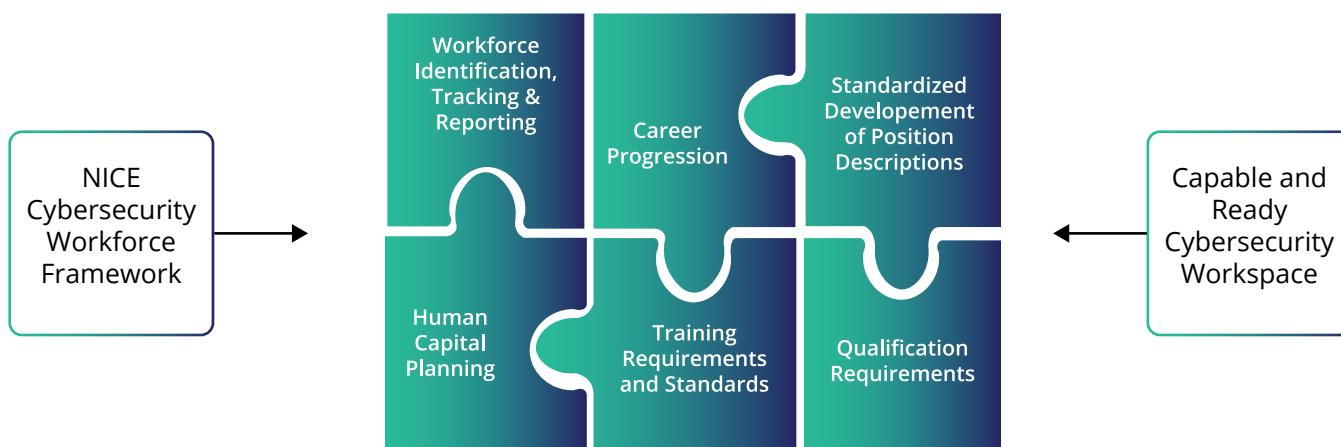 NICE
Cybersecurity
Workforce
Framework
Workforce
Identification,
Tracking &
Reporting
Career
Progression
Standardized
Developement
of Position
Descriptions
Human
Capital
Planning
Training
Requirements
and Standards
Qualification
Requirements
Capable and
Ready
Cybersecurity
Workspace